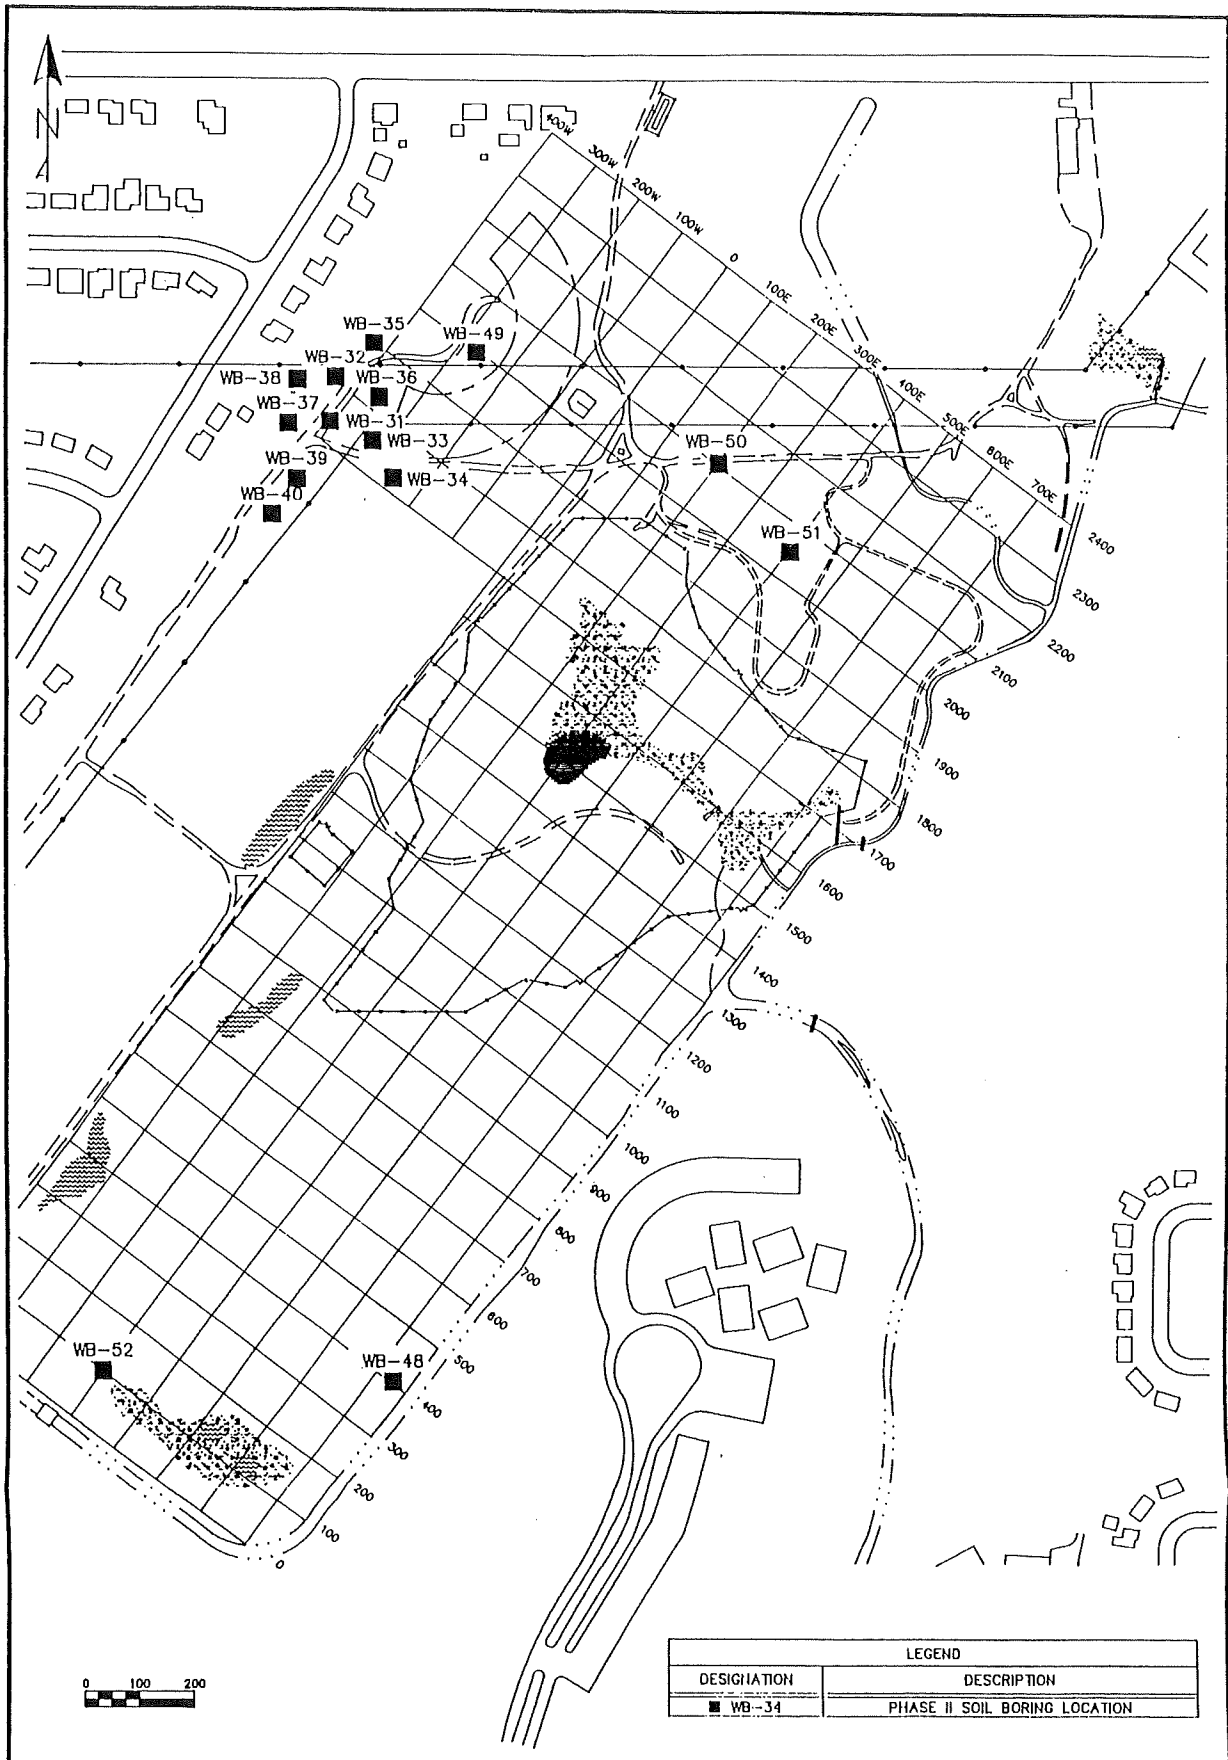 N
400W
300W
200W
100W
0
100E
200E
300E
400E
500E
600E
700E
2400
2300
2200
2100
2000
1900
1800
1700
1600
1500
1400
1300
1200
1100
1000
900
800
700
600
500
400
300
200
100
0
WB-35
WB-49
WB-32
WB-38
WB-36
WB-37
WB-31
WB-33
WB-50
WB-39
WB-34
WB-40
WB-51
WB-52
WB-48
0 100 200
LEGEND
DESIGNATION DESCRIPTION
WB-34 PHASE II SOIL BORING LOCATION